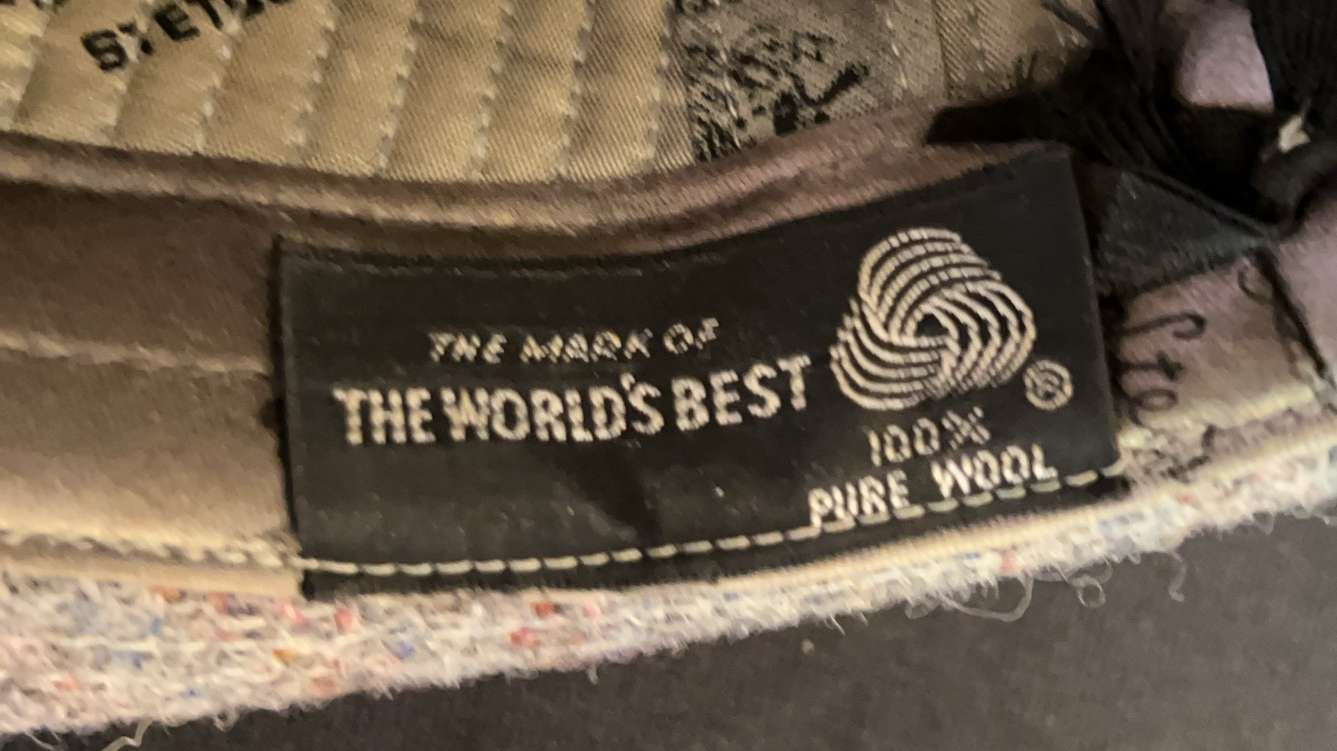 THE MARK OF
THE WORLD'S BEST
®
100%
PURE WOOL